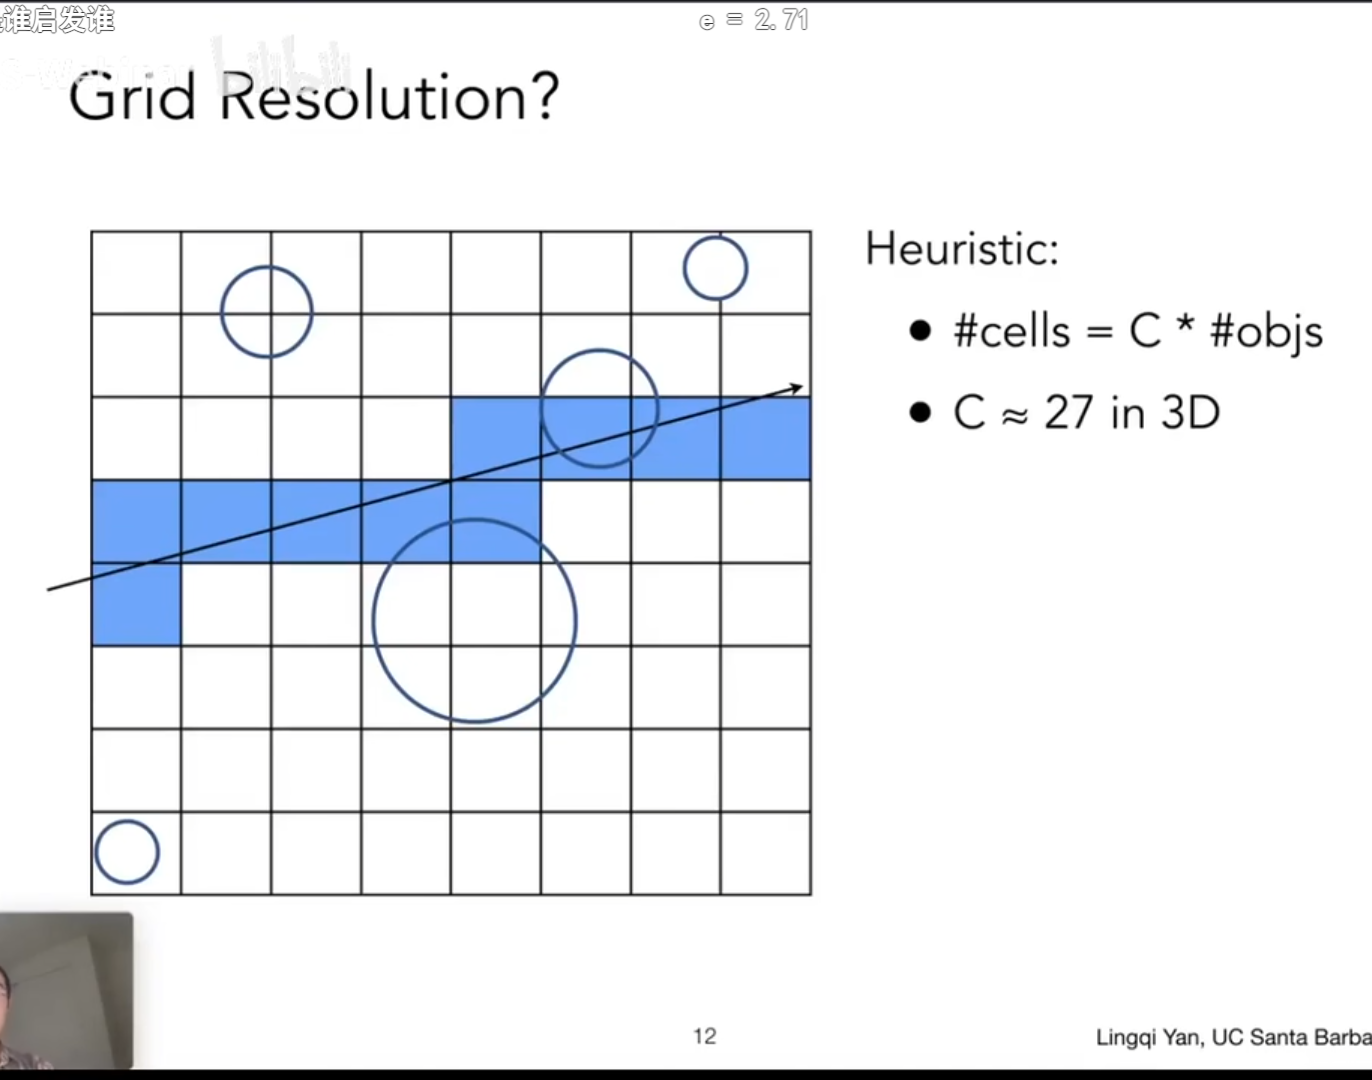 谁启发谁
e = 2.71
bilibili
Grid Resolution?
Heuristic:
● #cells = C * #objs
● C ≈ 27 in 3D
12
Lingqi Yan, UC Santa Barba